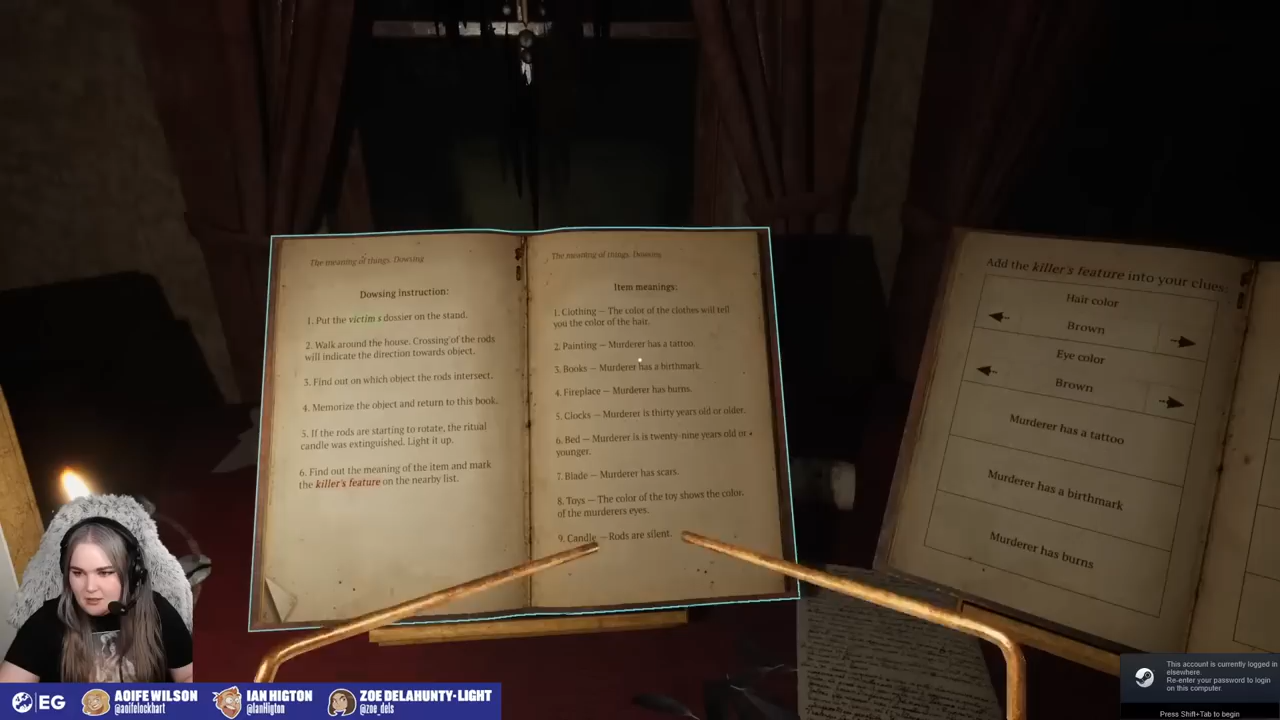 The meaning of things. Dowsing
Dowsing instruction:
1. Put the victim s dossier on the stand.
2. Walk around the house. Crossing of the rods
will indicate the direction towards object.
3. Find out on which object the rods intersect.
4. Memorize the object and return to this book.
5. If the rods are starting to rotate, the ritual
candle was extinguished. Light it up.
6. Find out the meaning of the item and mark
the killer's feature on the nearby list.
The meaning of things. Dowsing
Item meanings:
1. Clothing — The color of the clothes will tell
you the color of the hair.
2. Painting — Murderer has a tattoo.
3. Books — Murderer has a birthmark.
4. Fireplace — Murderer has burns.
5. Clocks — Murderer is thirty years old or older.
6. Bed — Murderer is is twenty-nine years old or
younger.
7. Blade — Murderer has scars.
8. Toys — The color of the toy shows the color
of the murderers eyes.
9. Candle — Rods are silent.
Add the killer's feature into your clues:
Hair color
Brown
Eye color
Brown
Murderer has a tattoo
Murderer has a birthmark
Murderer has burns
EG
AOIFE WILSON
@aoifelockhart
IAN HIGTON
@IanHigton
ZOE DELAHUNTY-LIGHT
@zoe_dels
This account is currently logged in
elsewhere.
Re-enter your password to login
on this computer.
Press Shift+Tab to begin